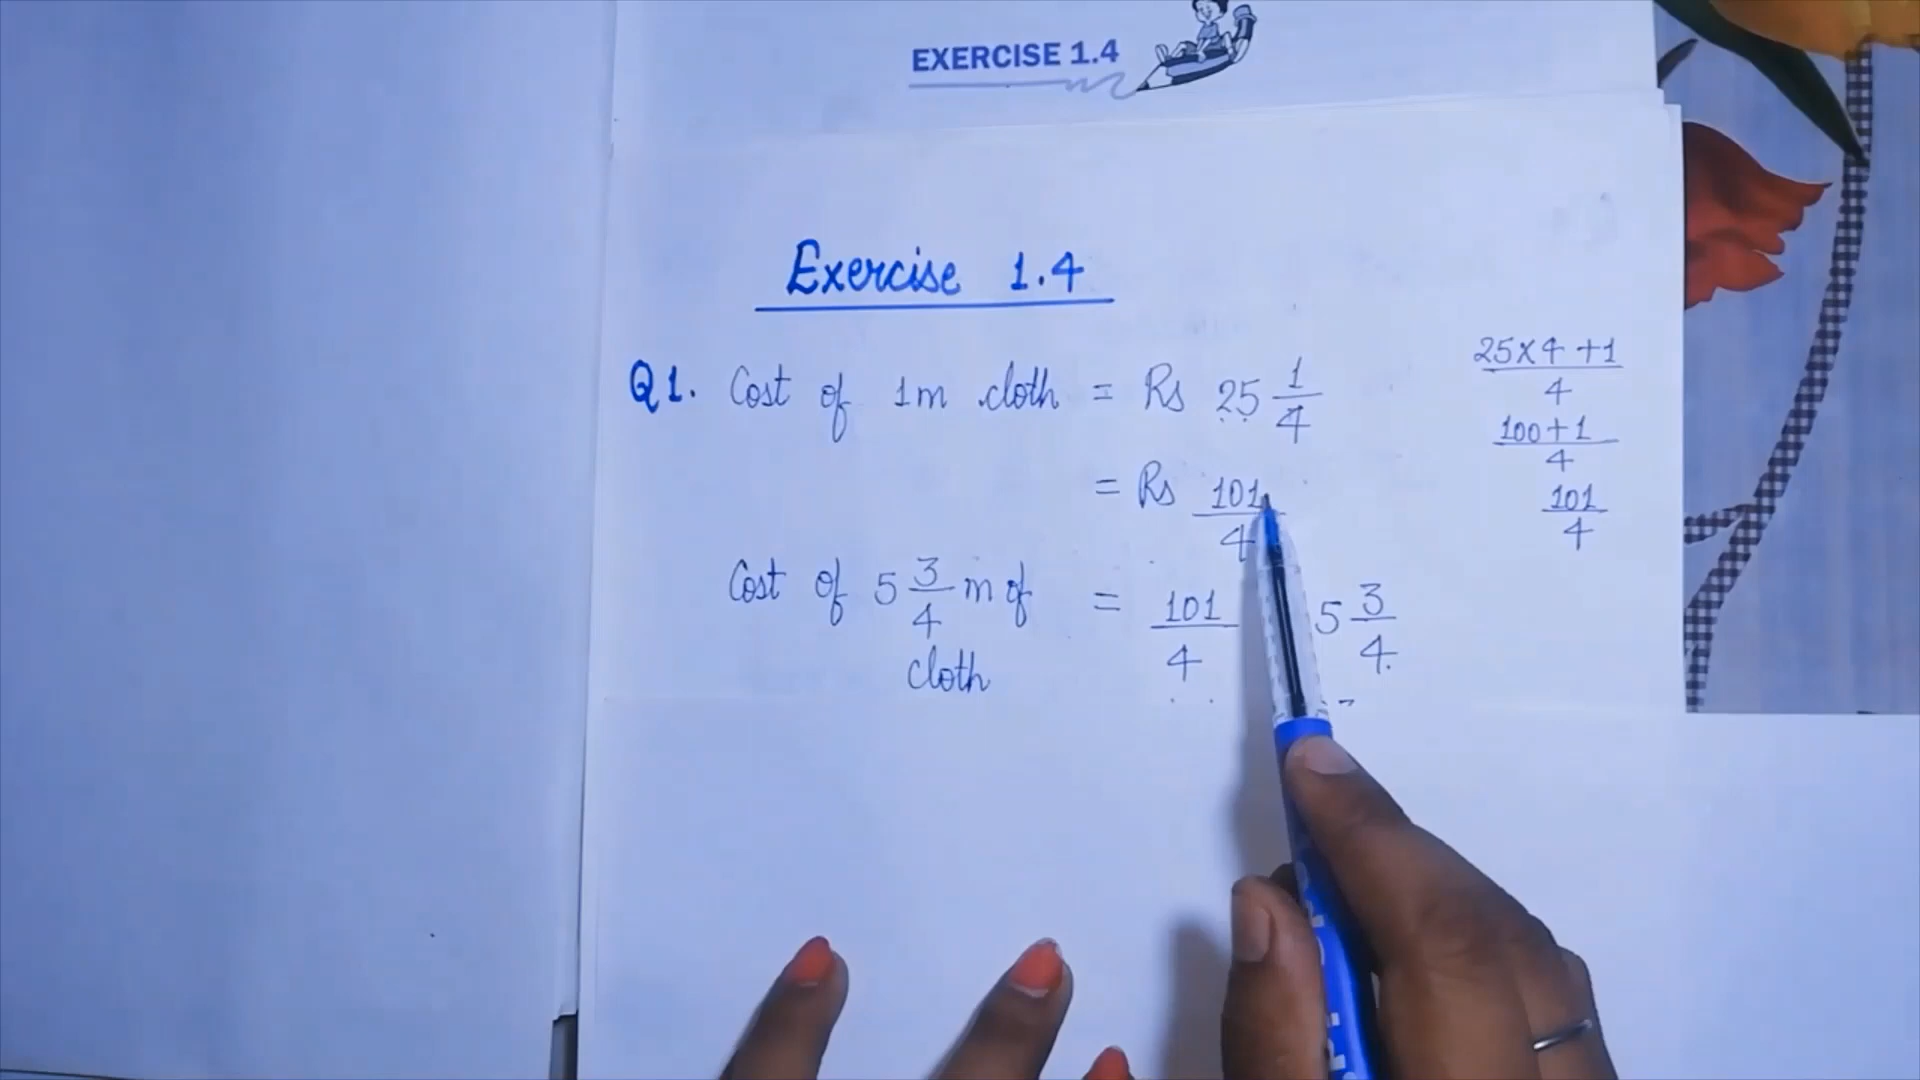 EXERCISE 1.4
Exercise 1.4
Q1. Cost of 1m cloth = Rs 25 1/4
= Rs 101/4
Cost of 5 3/4 m of = 101/4 5 3/4
cloth
25×4+1/4
100+1/4
101/4